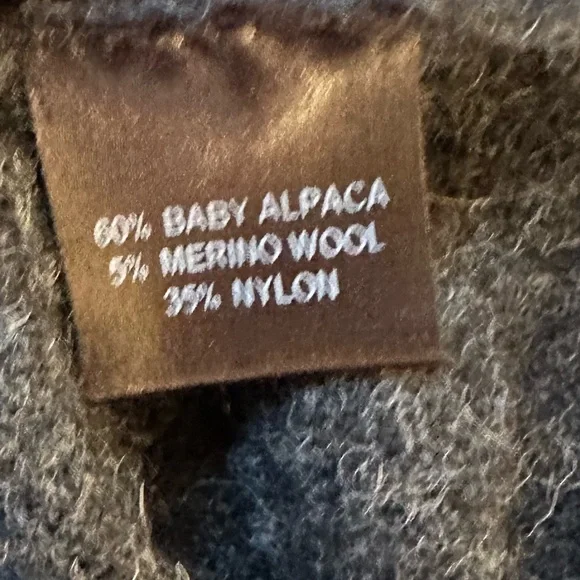 60% BABY ALPACA
5% MERINO WOOL
35% NYLON